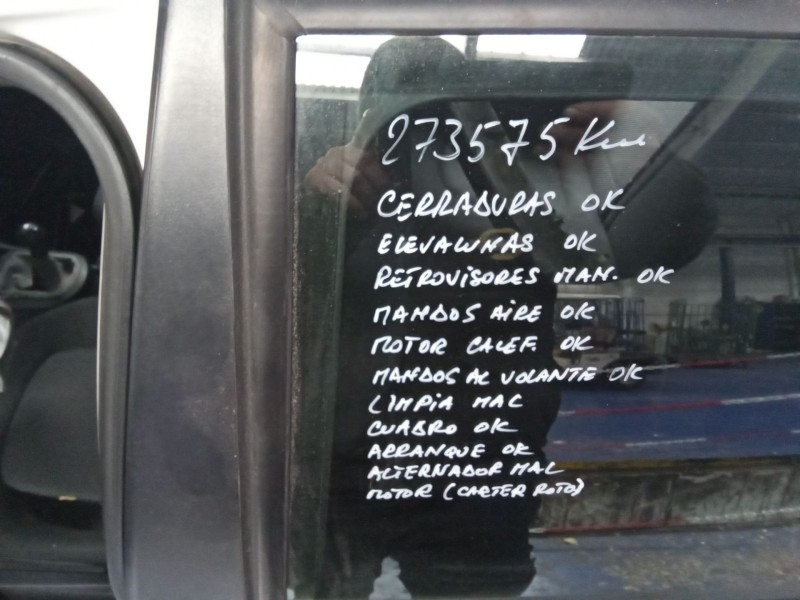 273575 Km
CERRADURAS OK
ELEVALUNAS OK
RETROVISORES MAN. OK
MANDOS AIRE OK
MOTOR CALEF. OK
MANDOS AL VOLANTE OK
LIMPIA MAL
CUADRO OK
ARRANQUE OK
ALTERNADOR MAL
MOTOR (CARTER ROTO)